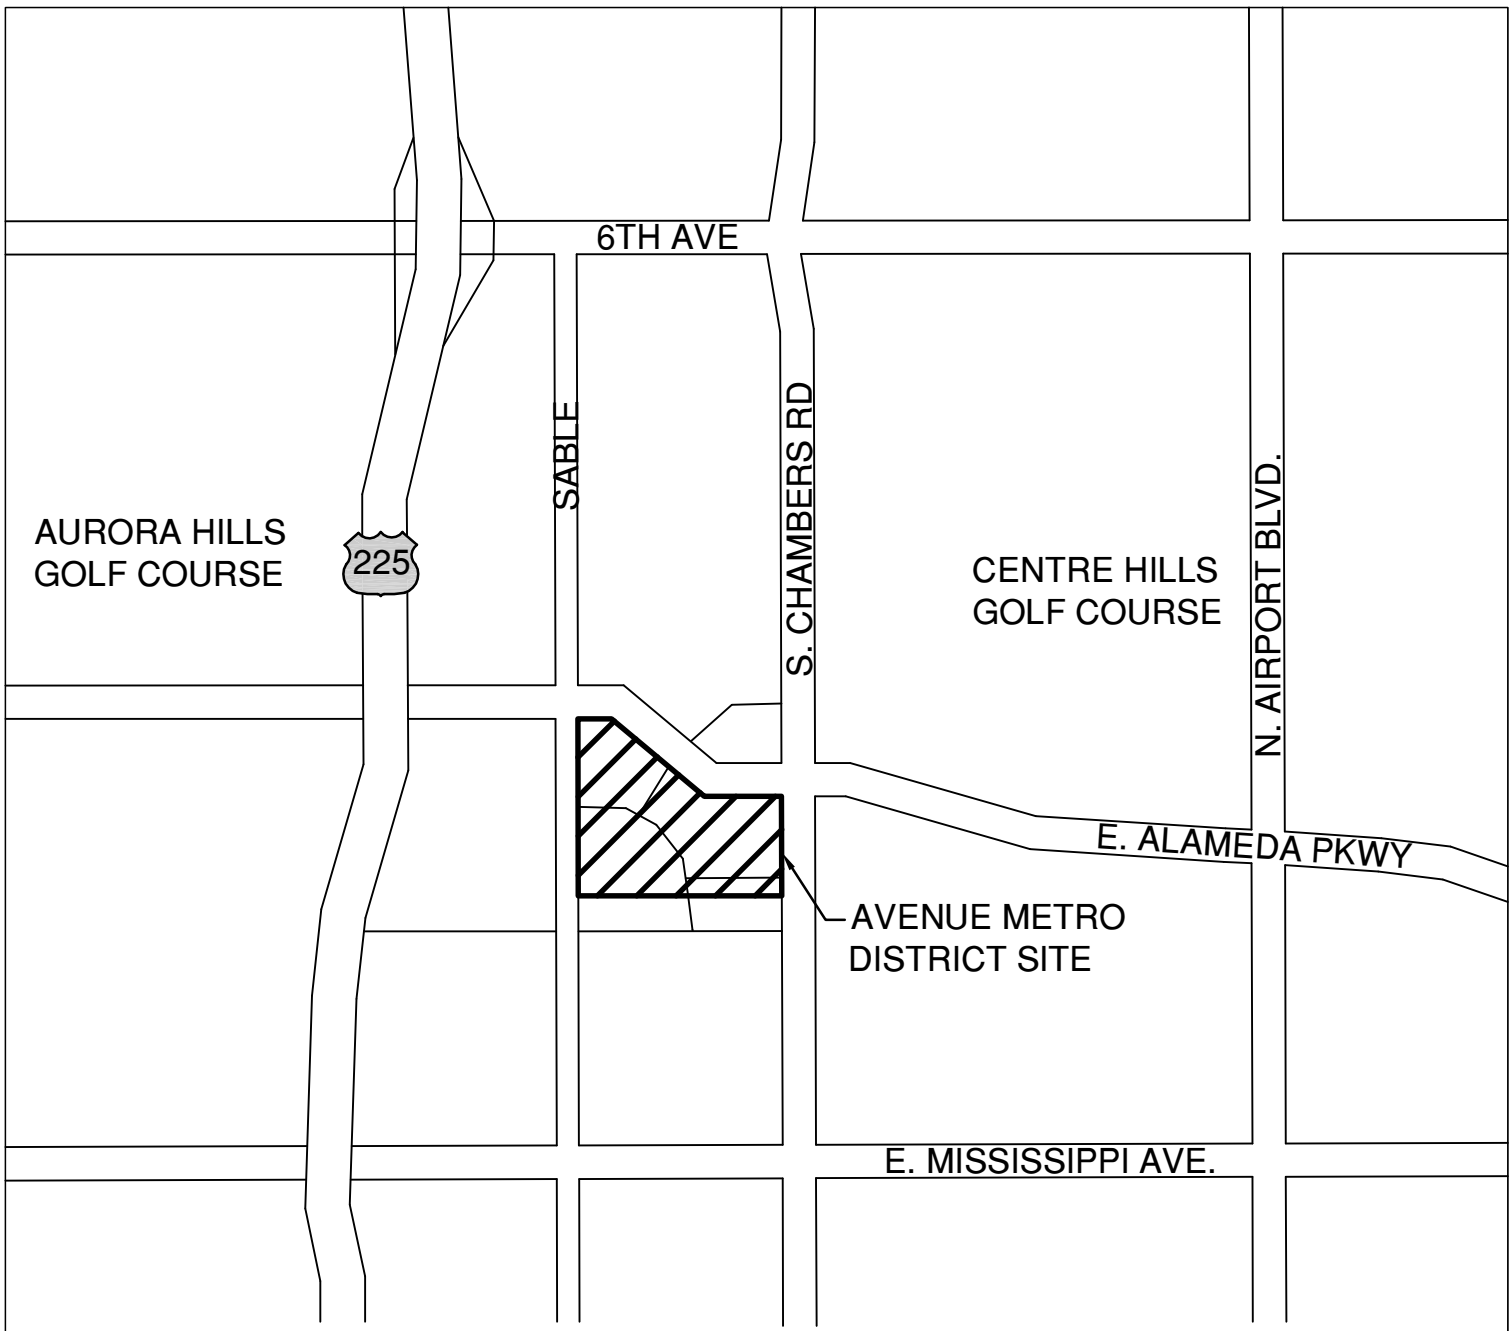 6TH AVE
SABLE
S. CHAMBERS RD
N. AIRPORT BLVD.
AURORA HILLS
GOLF COURSE
225
CENTRE HILLS
GOLF COURSE
E. ALAMEDA PKWY
AVENUE METRO
DISTRICT SITE
E. MISSISSIPPI AVE.